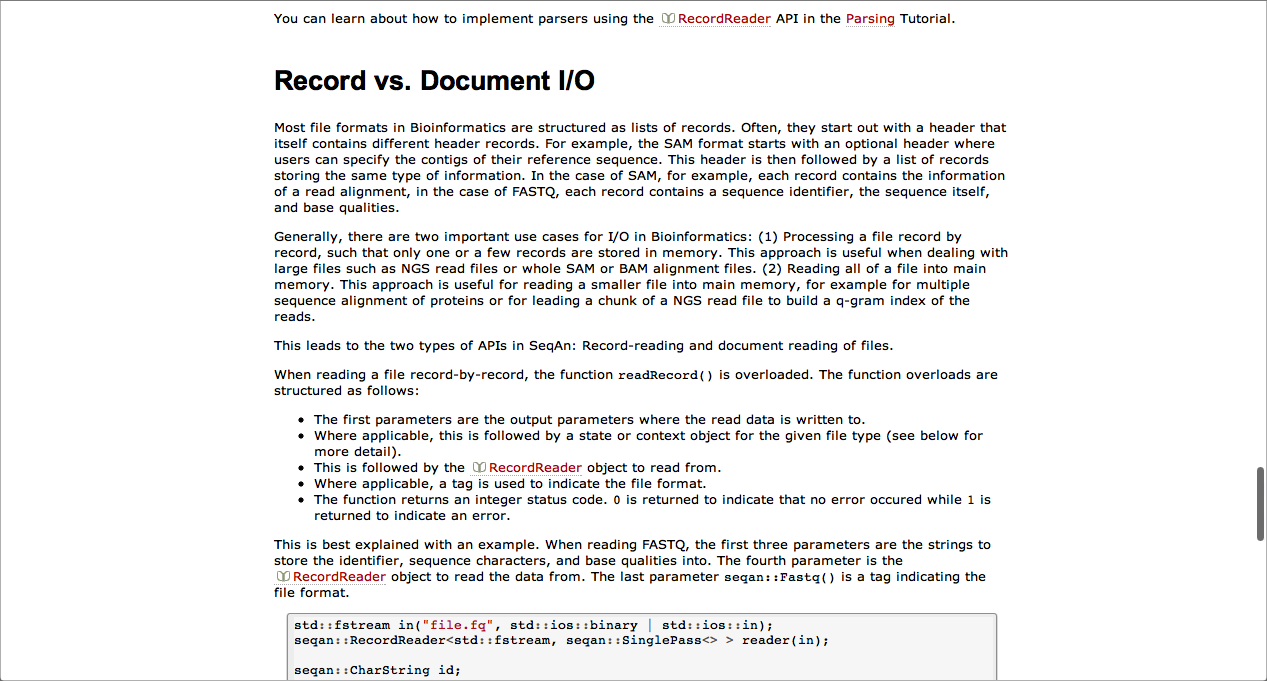 You can learn about how to implement parsers using the RecordReader API in the Parsing Tutorial.
Record vs. Document I/O
Most file formats in Bioinformatics are structured as lists of records. Often, they start out with a header that
itself contains different header records. For example, the SAM format starts with an optional header where
users can specify the contigs of their reference sequence. This header is then followed by a list of records
storing the same type of information. In the case of SAM, for example, each record contains the information
of a read alignment, in the case of FASTQ, each record contains a sequence identifier, the sequence itself,
and base qualities.
Generally, there are two important use cases for I/O in Bioinformatics: (1) Processing a file record by
record, such that only one or a few records are stored in memory. This approach is useful when dealing with
large files such as NGS read files or whole SAM or BAM alignment files. (2) Reading all of a file into main
memory. This approach is useful for reading a smaller file into main memory, for example for multiple
sequence alignment of proteins or for leading a chunk of a NGS read file to build a q-gram index of the
reads.
This leads to the two types of APIs in SeqAn: Record-reading and document reading of files.
When reading a file record-by-record, the function readRecord() is overloaded. The function overloads are
structured as follows:
• The first parameters are the output parameters where the read data is written to.
• Where applicable, this is followed by a state or context object for the given file type (see below for
more detail).
• This is followed by the RecordReader object to read from.
• Where applicable, a tag is used to indicate the file format.
• The function returns an integer status code. 0 is returned to indicate that no error occured while 1 is
returned to indicate an error.
This is best explained with an example. When reading FASTQ, the first three parameters are the strings to
store the identifier, sequence characters, and base qualities into. The fourth parameter is the
RecordReader object to read the data from. The last parameter seqan::Fastq() is a tag indicating the
file format.
std::fstream in("file.fq", std::ios::binary | std::ios::in);
seqan::RecordReader<std::fstream, seqan::SinglePass<> > reader(in);
seqan::CharString id;